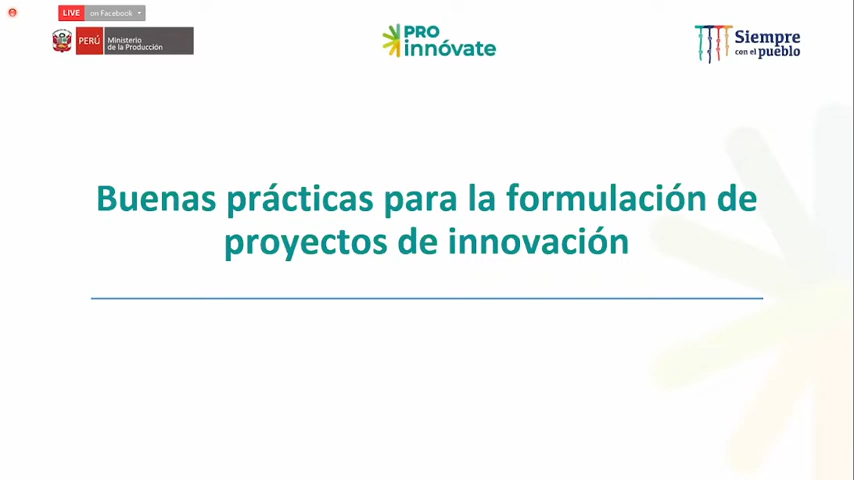 LIVE on Facebook
PERÚ Ministerio
de la Producción
PRO
innóvate
Siempre
con el pueblo
Buenas prácticas para la formulación de
proyectos de innovación